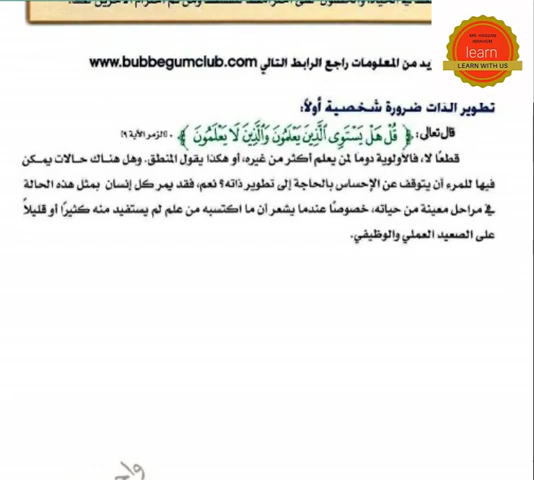 يد من المعلومات راجع الرابط التالي www.bubbegumclub.com
learn
LEARN WITH US
تطوير الذات ضرورة شخصية أولاً:
قال تعالى: ﴿ قُلْ هَلْ يَسْتَوِى الَّذِينَ يَعْلَمُونَ وَالَّذِينَ لَا يَعْلَمُونَ ﴾ . (الزمر الآية ٩)
قطعًا لا، فالأولوية دوماً لمن يعلم أكثر من غيره، أو هكذا يقول المنطق. وهل هناك حالات يمكن
فيها للمرء أن يتوقف عن الإحساس بالحاجة إلى تطوير ذاته؟ نعم، فقد يمر كل إنسان بمثل هذه الحالة
في مراحل معينة من حياته، خصوصًا عندما يشعر أن ما اكتسبه من علم لم يستفيد منه كثيرًا أو قليلاً
على الصعيد العملي والوظيفي.